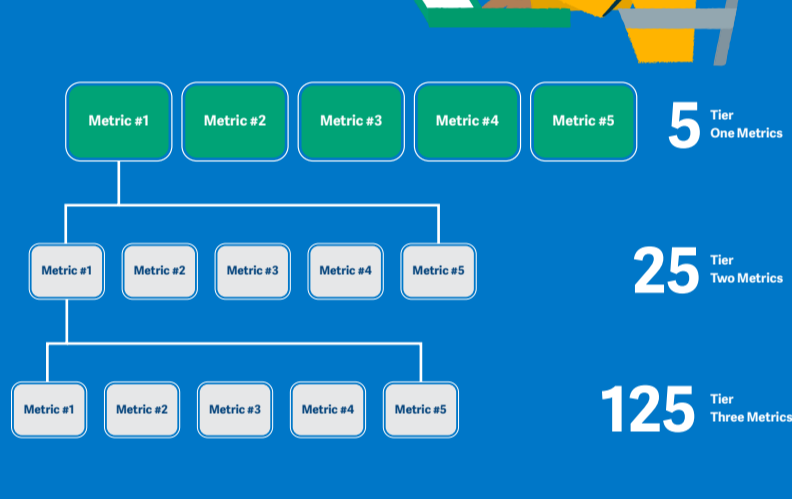 Metric #1
Metric #2
Metric #3
Metric #4
Metric #5
5
Tier
One Metrics
Metric #1
Metric #2
Metric #3
Metric #4
Metric #5
25
Tier
Two Metrics
Metric #1
Metric #2
Metric #3
Metric #4
Metric #5
125
Tier
Three Metrics